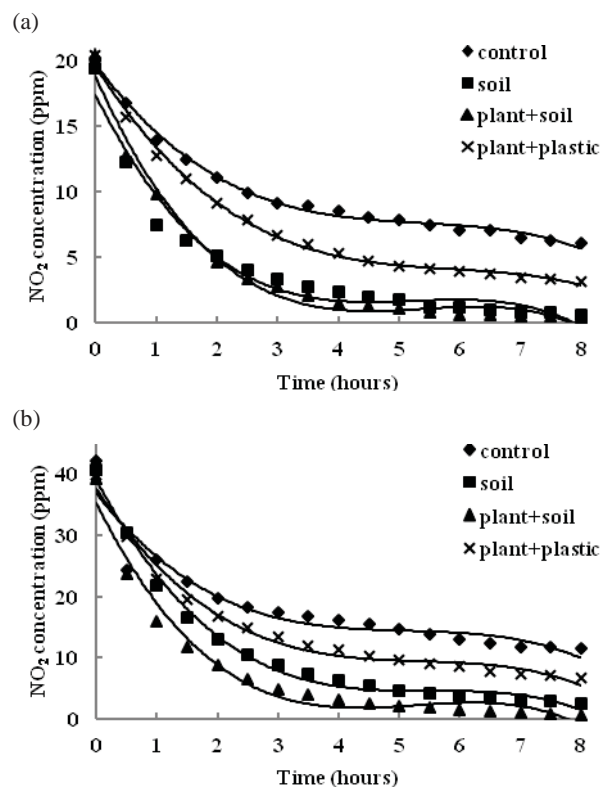 (a)
20
15
10
5
0
NO₂ concentration (ppm)
control
soil
plant+soil
plant+plastic
0 1 2 3 4 5 6 7 8
Time (hours)
(b)
40
30
20
10
0
NO₂ concentration (ppm)
control
soil
plant+soil
plant+plastic
0 1 2 3 4 5 6 7 8
Time (hours)